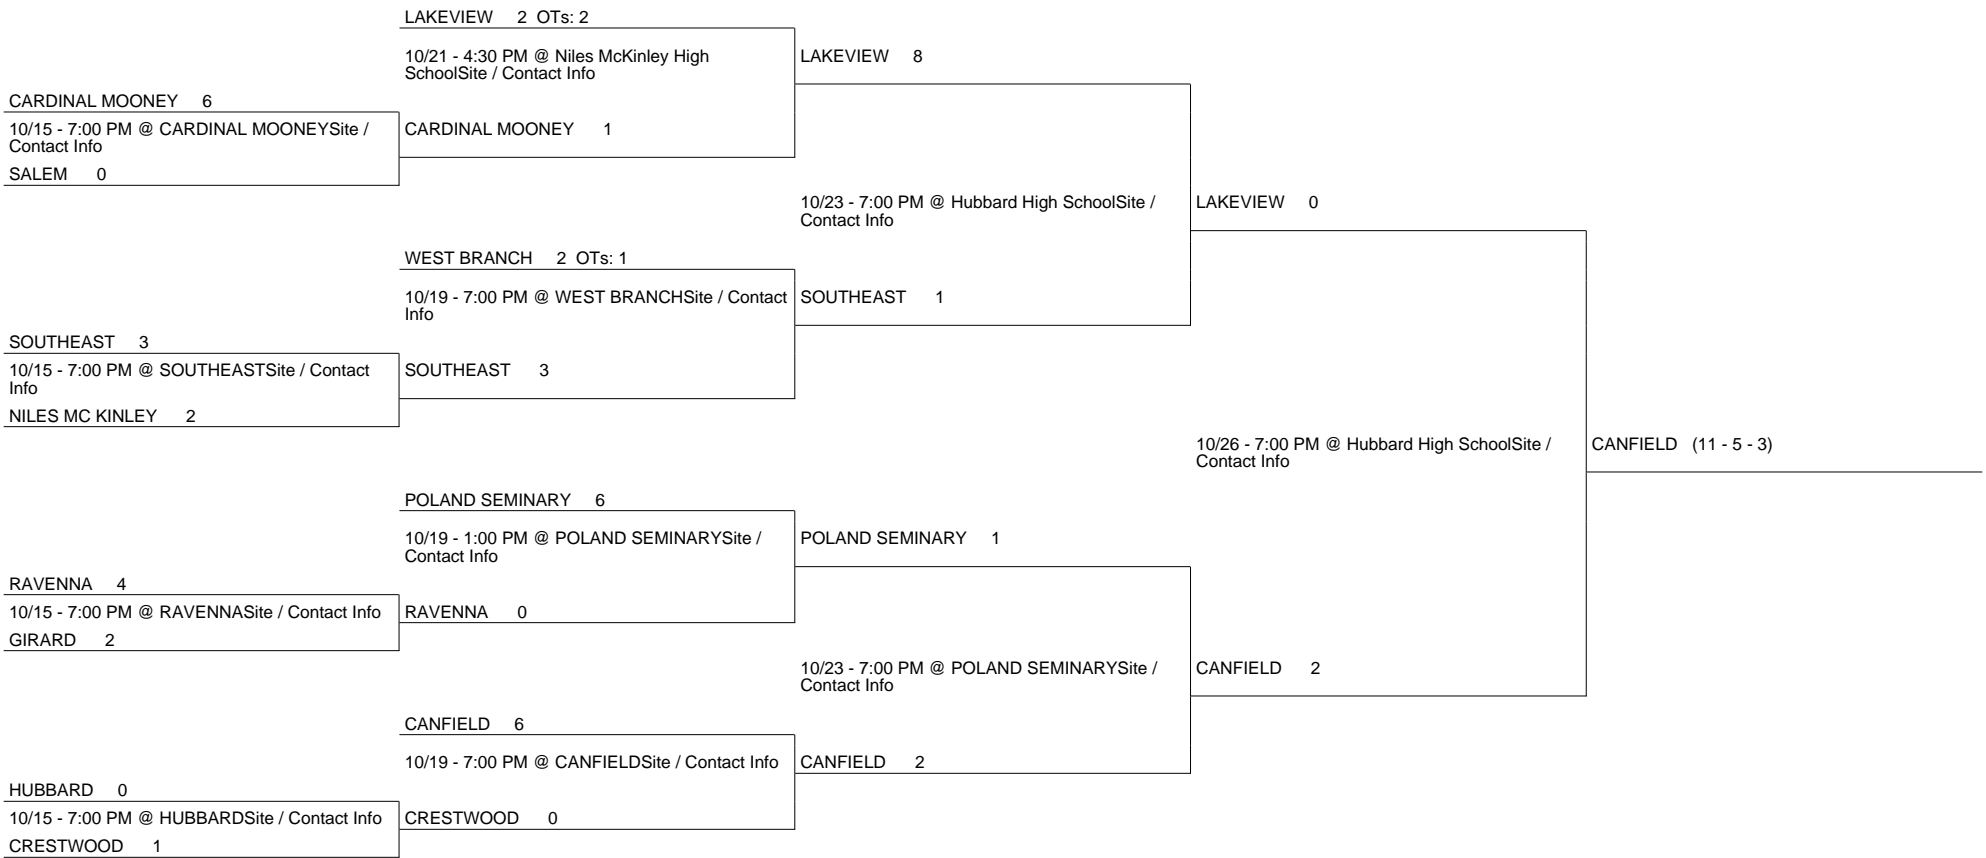 LAKEVIEW 2 OTs: 2
10/21 - 4:30 PM @ Niles McKinley High
SchoolSite / Contact Info
LAKEVIEW 8
CARDINAL MOONEY 6
10/15 - 7:00 PM @ CARDINAL MOONEYSite /
Contact Info
CARDINAL MOONEY 1
SALEM 0
10/23 - 7:00 PM @ Hubbard High SchoolSite /
Contact Info
LAKEVIEW 0
WEST BRANCH 2 OTs: 1
10/19 - 7:00 PM @ WEST BRANCHSite / Contact
Info
SOUTHEAST 1
SOUTHEAST 3
10/15 - 7:00 PM @ SOUTHEASTSite / Contact
Info
SOUTHEAST 3
NILES MC KINLEY 2
10/26 - 7:00 PM @ Hubbard High SchoolSite /
Contact Info
CANFIELD (11 - 5 - 3)
POLAND SEMINARY 6
10/19 - 1:00 PM @ POLAND SEMINARYSite /
Contact Info
POLAND SEMINARY 1
RAVENNA 4
10/15 - 7:00 PM @ RAVENNASite / Contact Info
RAVENNA 0
GIRARD 2
10/23 - 7:00 PM @ POLAND SEMINARYSite /
Contact Info
CANFIELD 2
CANFIELD 6
10/19 - 7:00 PM @ CANFIELDSite / Contact Info
CANFIELD 2
HUBBARD 0
10/15 - 7:00 PM @ HUBBARDSite / Contact Info
CRESTWOOD 0
CRESTWOOD 1